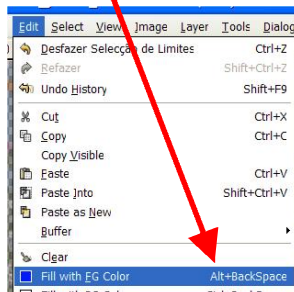 Edit Select View Image Layer Tools Dialog
Desfazer Selecção de Limites Ctrl+Z
Refazer Shift+Ctrl+Z
Undo History Shift+F9
Cut Ctrl+X
Copy Ctrl+C
Copy Visible
Paste Ctrl+V
Paste Into Shift+Ctrl+V
Paste as New
Buffer
Clear
Fill with FG Color Alt+BackSpace